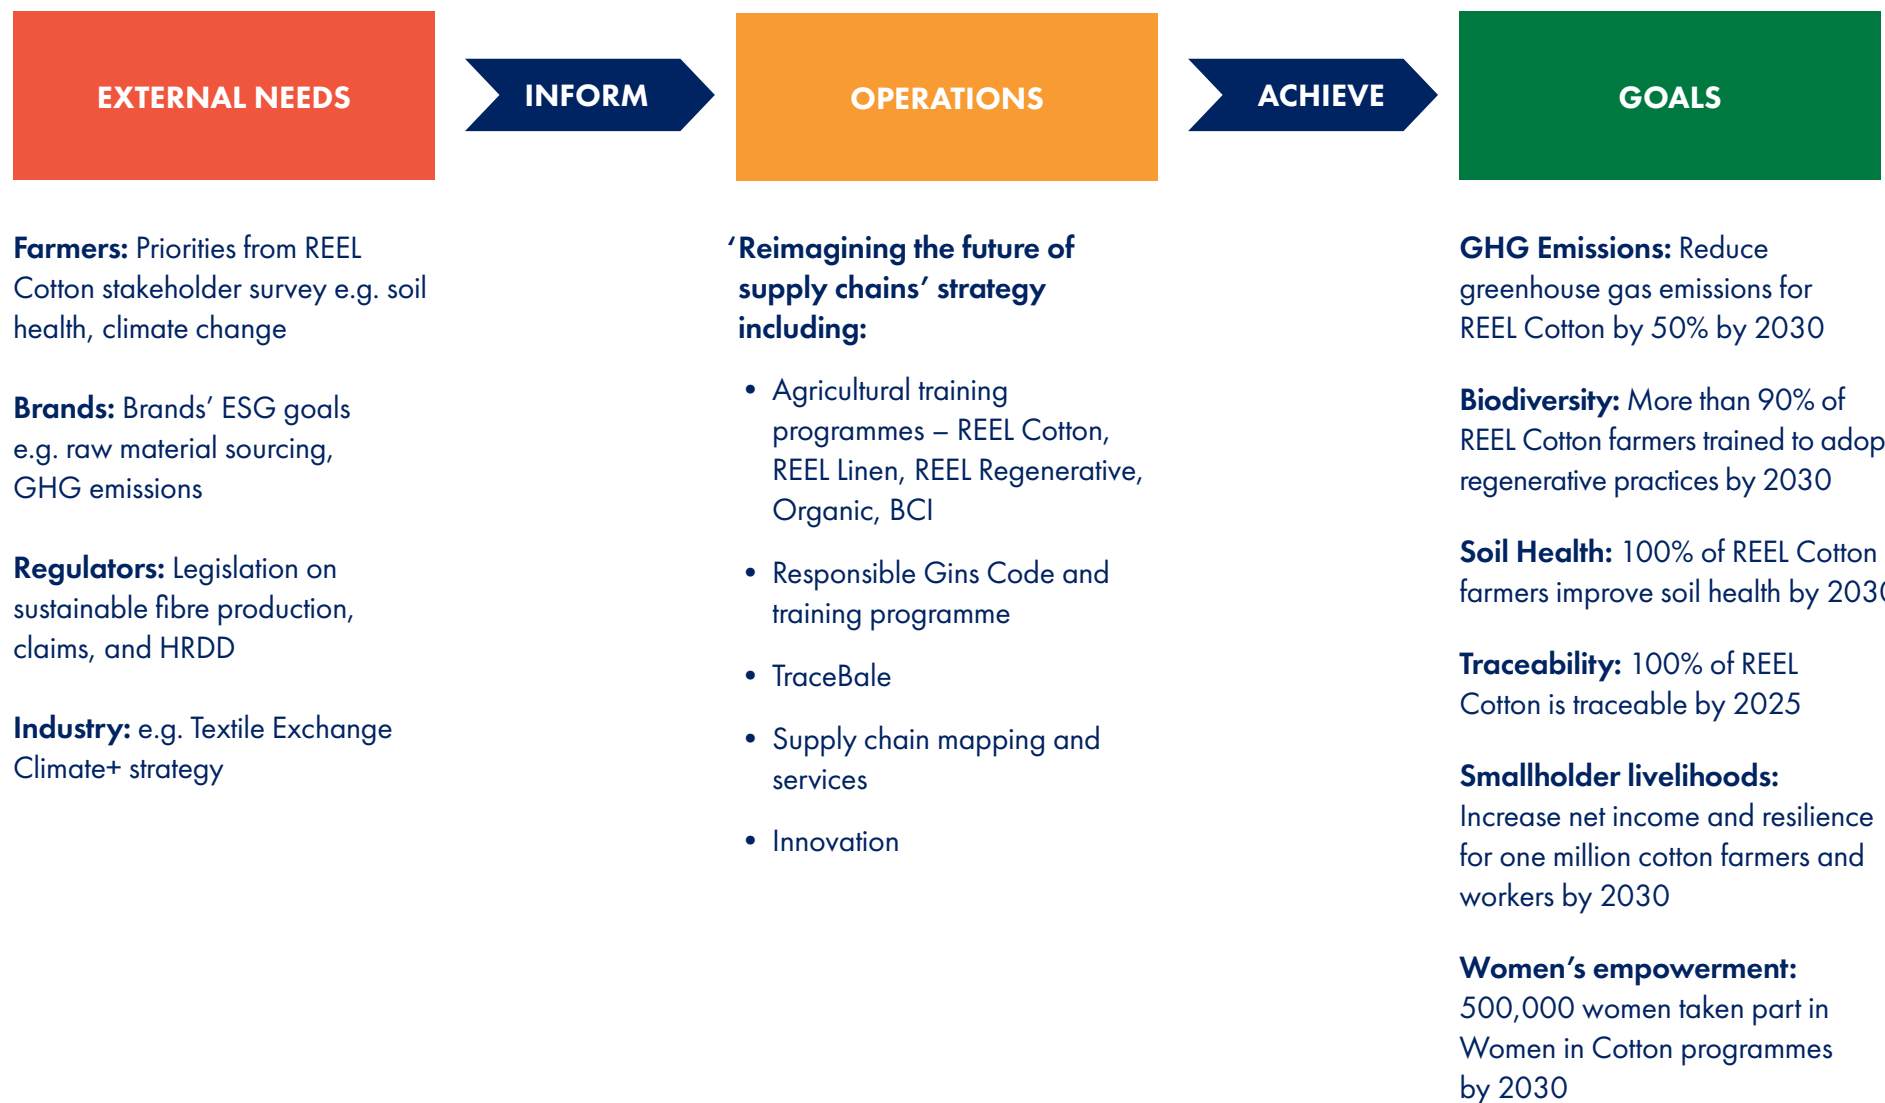 EXTERNAL NEEDS
INFORM
OPERATIONS
ACHIEVE
GOALS
Farmers: Priorities from REEL
Cotton stakeholder survey e.g. soil
health, climate change
Brands: Brands’ ESG goals
e.g. raw material sourcing,
GHG emissions
Regulators: Legislation on
sustainable fibre production,
claims, and HRDD
Industry: e.g. Textile Exchange
Climate+ strategy
‘Reimagining the future of
supply chains’ strategy
including:
• Agricultural training
programmes – REEL Cotton,
REEL Linen, REEL Regenerative,
Organic, BCI
• Responsible Gins Code and
training programme
• TraceBale
• Supply chain mapping and
services
• Innovation
GHG Emissions: Reduce
greenhouse gas emissions for
REEL Cotton by 50% by 2030
Biodiversity: More than 90% of
REEL Cotton farmers trained to adop
regenerative practices by 2030
Soil Health: 100% of REEL Cotton
farmers improve soil health by 2030
Traceability: 100% of REEL
Cotton is traceable by 2025
Smallholder livelihoods:
Increase net income and resilience
for one million cotton farmers and
workers by 2030
Women’s empowerment:
500,000 women taken part in
Women in Cotton programmes
by 2030